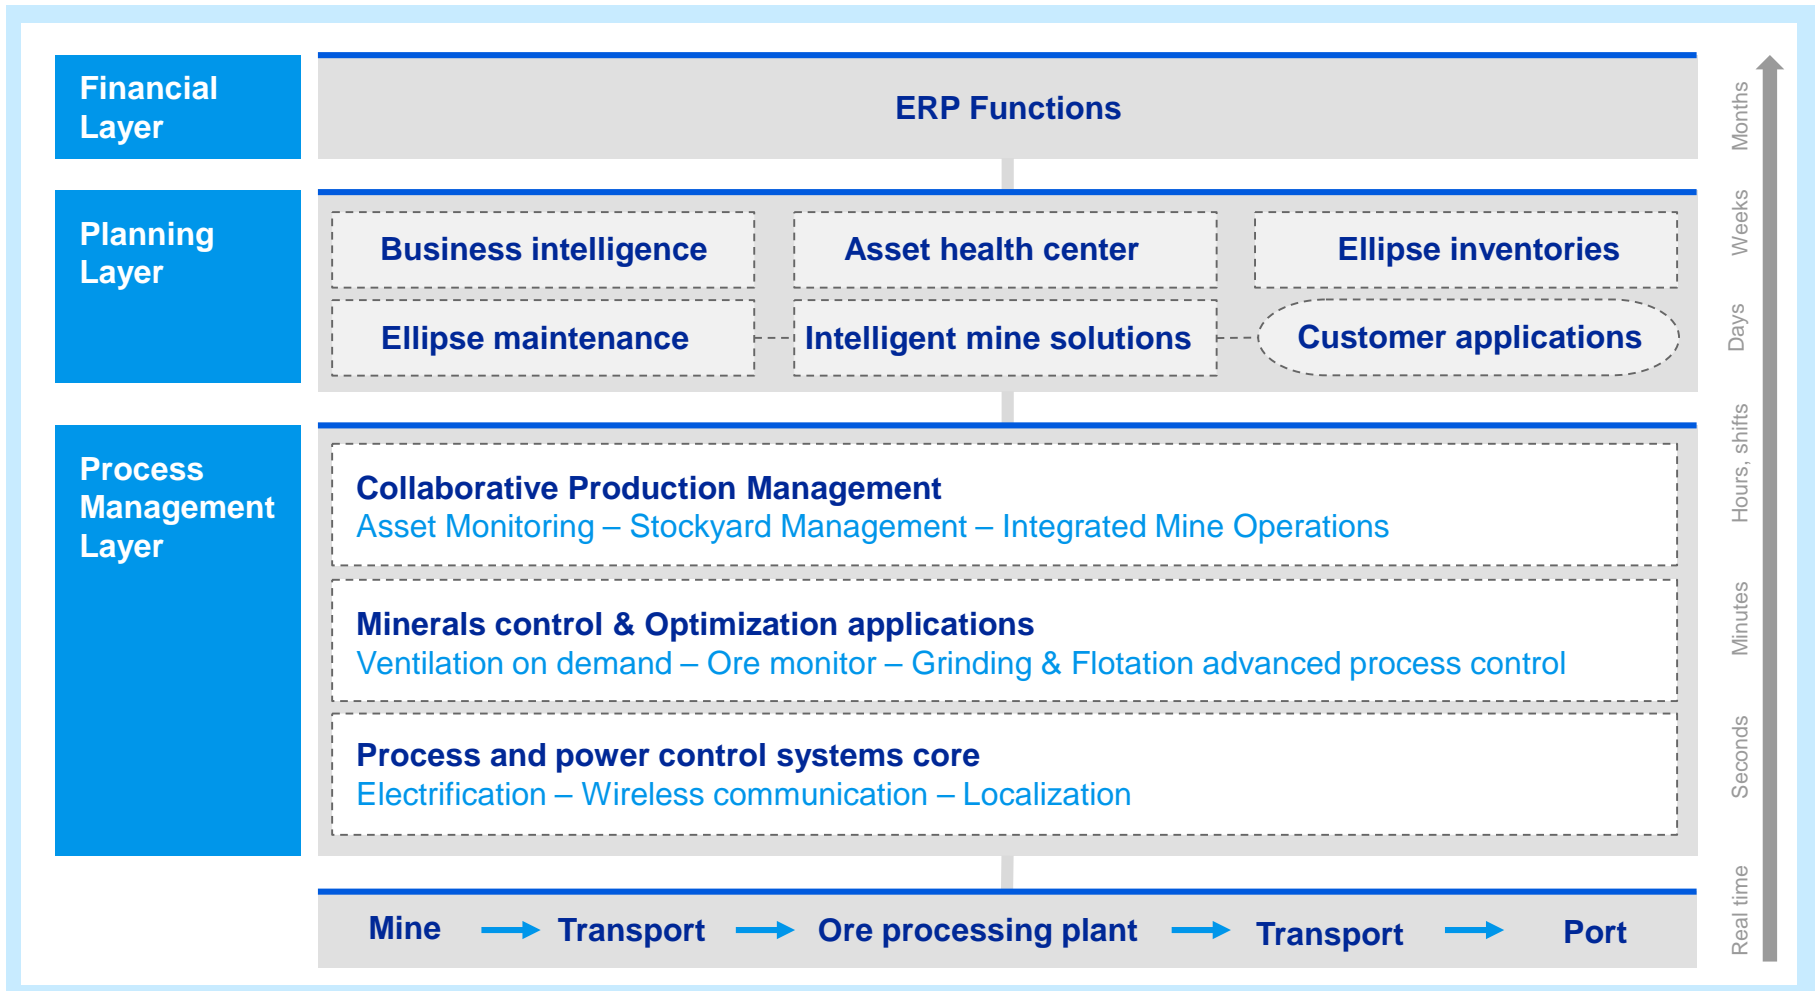 Financial
Layer
ERP Functions
Months
Planning
Layer
Business intelligence
Asset health center
Ellipse inventories
Weeks
Ellipse maintenance
Intelligent mine solutions
Customer applications
Days
Process
Management
Layer
Collaborative Production Management
Asset Monitoring – Stockyard Management – Integrated Mine Operations
Hours, shifts
Minerals control & Optimization applications
Ventilation on demand – Ore monitor – Grinding & Flotation advanced process control
Minutes
Process and power control systems core
Electrification – Wireless communication – Localization
Seconds
Mine
Transport
Ore processing plant
Transport
Port
Real time